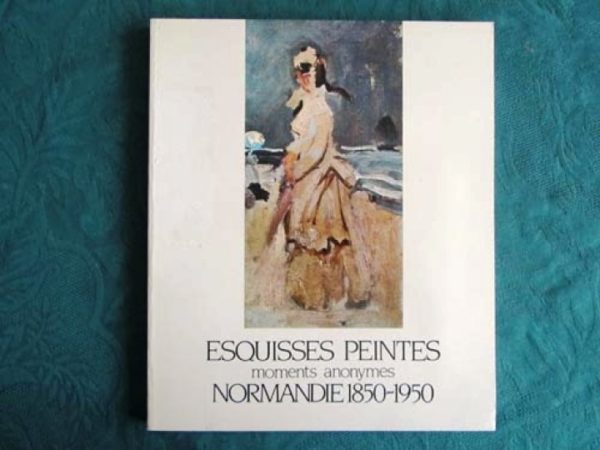 ESQUISSES PEINTES
moments anonymes
NORMANDIE 1850-1950